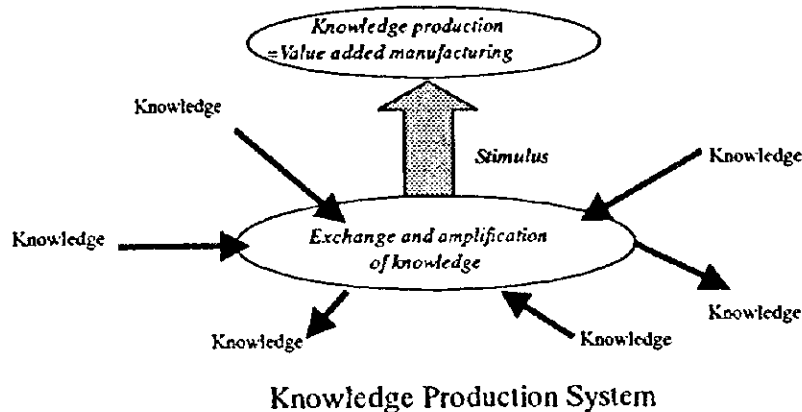 Knowledge production
=Value added manufacturing
Knowledge
Stimulus
Knowledge
Knowledge
Exchange and amplification
of knowledge
Knowledge
Knowledge
Knowledge
Knowledge Production System